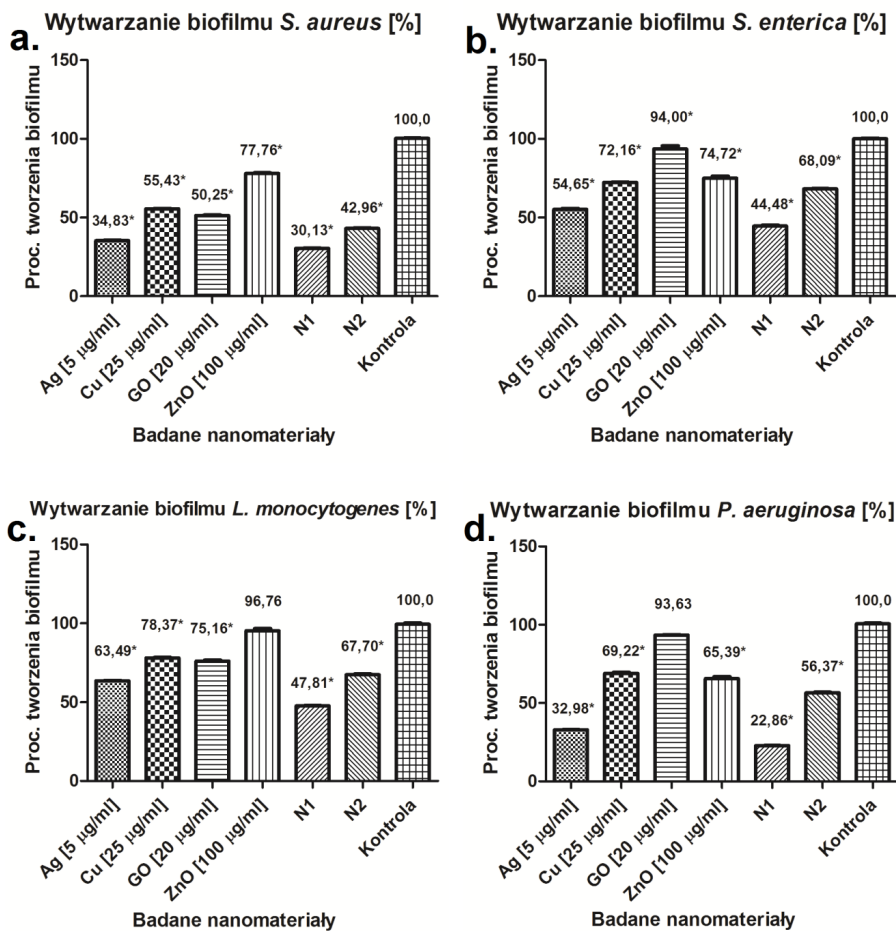 a.
Wytwarzanie biofilmu S. aureus [%]
Proc. tworzenia biofilmu
150
100
50
0
34,83*
55,43*
50,25*
77,76*
30,13*
42,96*
100,0
Ag [5 µg/ml]
Cu [25 µg/ml]
GO [20 µg/ml]
ZnO [100 µg/ml]
N1
N2
Kontrola
Badane nanomateriały
b.
Wytwarzanie biofilmu S. enterica [%]
Proc. tworzenia biofilmu
150
100
50
0
54,65*
72,16*
94,00*
74,72*
44,48*
68,09*
100,0
Ag [5 µg/ml]
Cu [25 µg/ml]
GO [20 µg/ml]
ZnO [100 µg/ml]
N1
N2
Kontrola
Badane nanomateriały
c.
Wytwarzanie biofilmu L. monocytogenes [%]
Proc. tworzenia biofilmu
150
100
50
0
63,49*
78,37*
75,16*
96,76
47,81*
67,70*
100,0
Ag [5 µg/ml]
Cu [25 µg/ml]
GO [20 µg/ml]
ZnO [100 µg/ml]
N1
N2
Kontrola
Badane nanomateriały
d.
Wytwarzanie biofilmu P. aeruginosa [%]
Proc. tworzenia biofilmu
150
100
50
0
32,98*
69,22*
93,63
65,39*
22,86*
56,37*
100,0
Ag [5 µg/ml]
Cu [25 µg/ml]
GO [20 µg/ml]
ZnO [100 µg/ml]
N1
N2
Kontrola
Badane nanomateriały